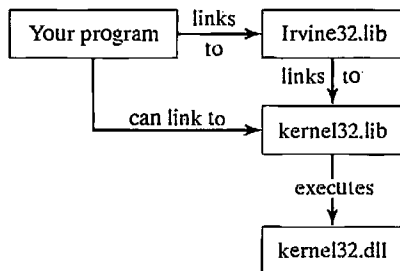 Your program
links
to
Irvine32.lib
links to
can link to
kernel32.lib
executes
kernel32.dll